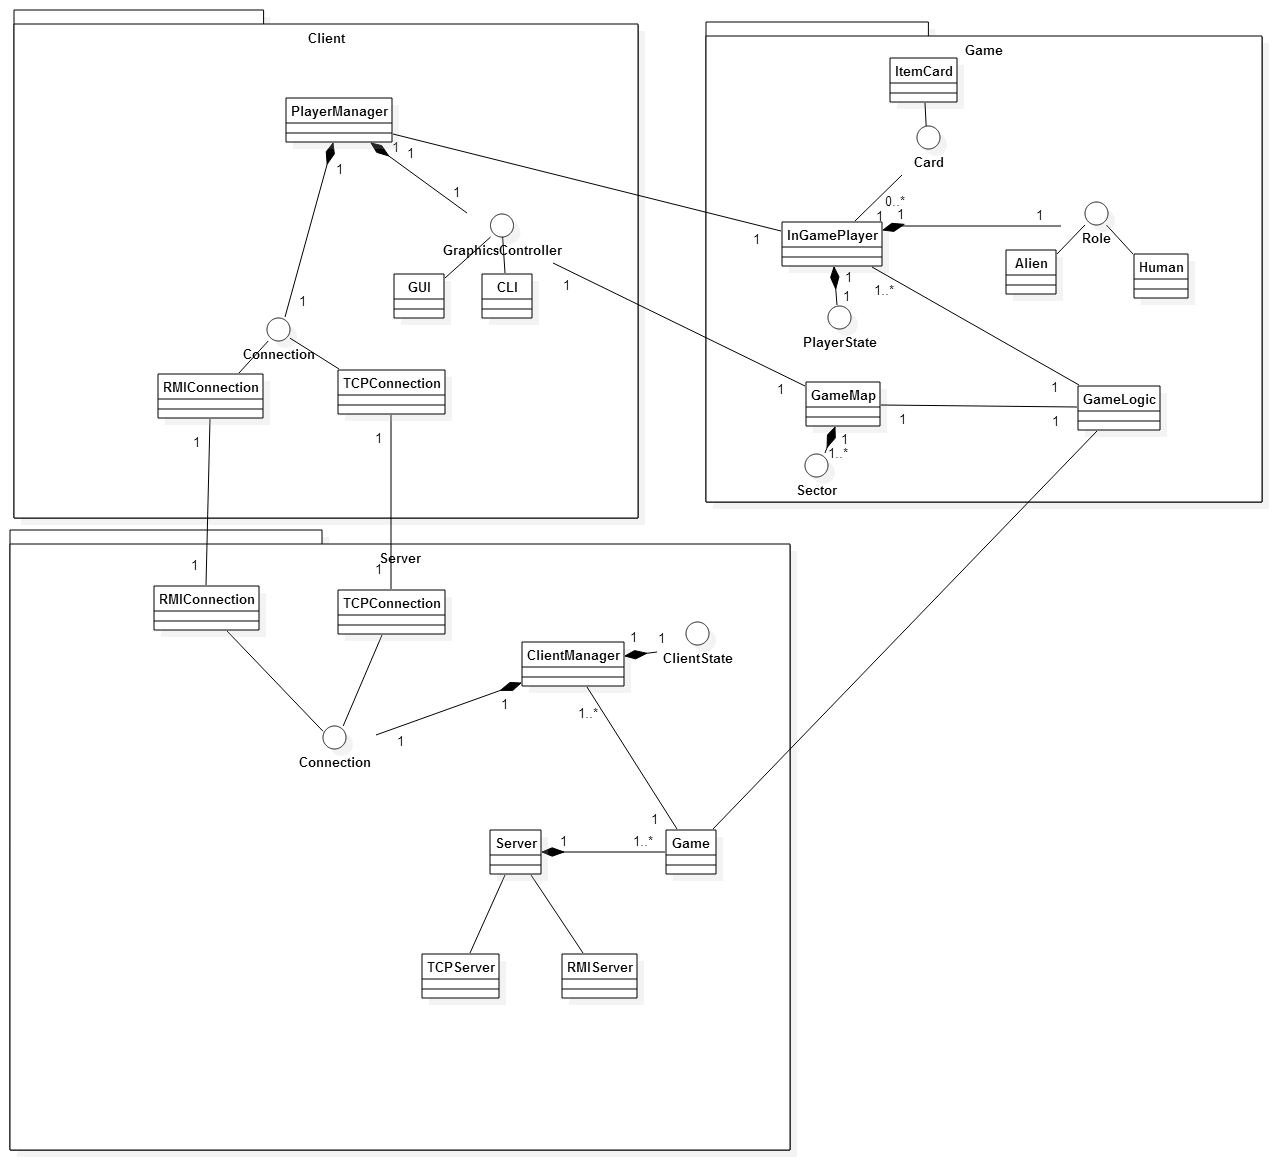 Client
PlayerManager
1
1
1
1
1
GraphicsController
GUI
CLI
1
Connection
RMIConnection
TCPConnection
1
1
Game
ItemCard
Card
0..*
1
1
1
InGamePlayer
1
Role
Alien
Human
1
1
1..*
PlayerState
1
1
GameMap
GameLogic
1
1
1
1..*
Sector
Server
1
1
RMIConnection
TCPConnection
ClientManager
1
1
ClientState
1
1..*
1
Connection
1
Server
1
1..*
Game
TCPServer
RMIServer